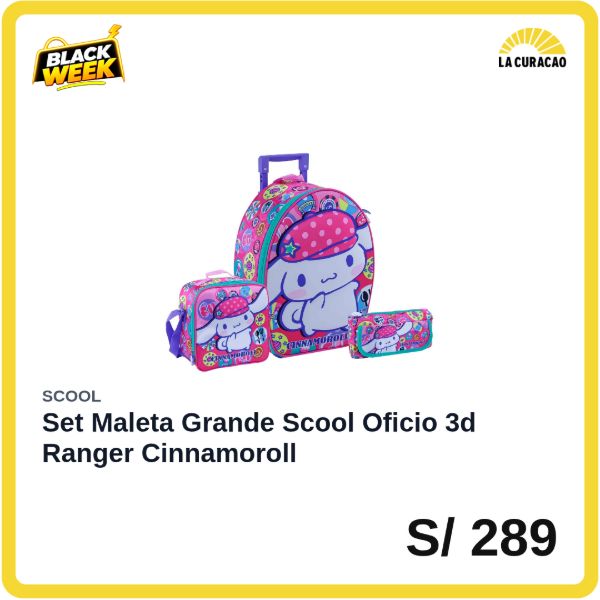 BLACK
WEEK
LA CURACAO
CINNAMOROLL
CINNAMOROLL
SCOOL
Set Maleta Grande Scool Oficio 3d
Ranger Cinnamoroll
S/ 289